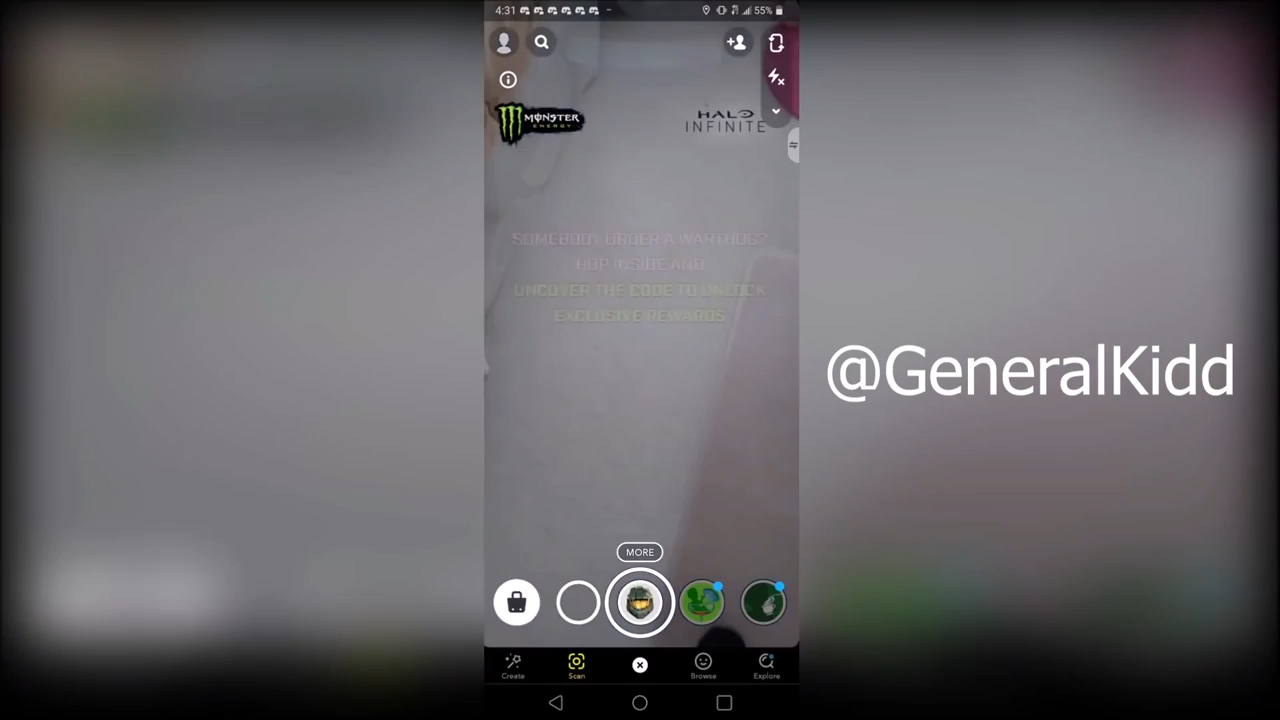 4:31
55%
MONSTER
ENERGY
HALO
INFINITE
SOMEBODY ORDER A WARTHOG?
HOP INSIDE AND
UNCOVER THE CODE TO UNLOCK
EXCLUSIVE REWARDS
@GeneralKidd
MORE
Create
Scan
Browse
Explore